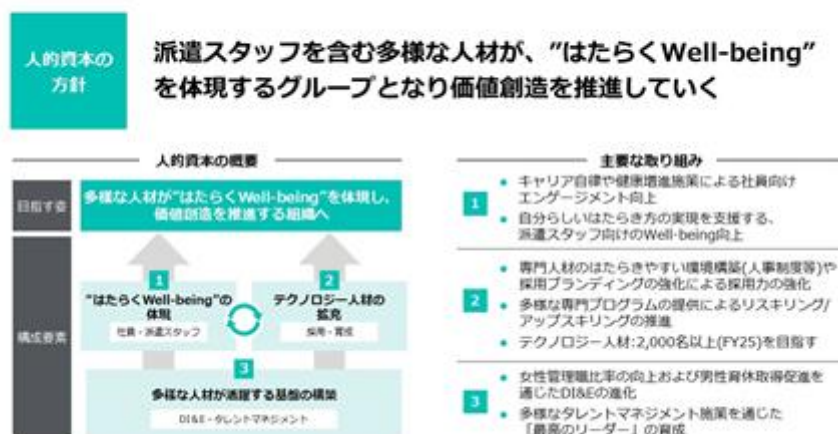 人的資本の
方針
派遣スタッフを含む多様な人材が、”はたらくWell-being”
を体現するグループとなり価値創造を推進していく
人的資本の概要
目指す姿
多様な人材が“はたらくWell-being”を体現し、
価値創造を推進する組織へ
構成要素
1
“はたらくWell-being”の
体現
社員・派遣スタッフ
2
テクノロジー人材の
拡充
採用・育成
3
多様な人材が活躍する基盤の構築
DI&E・タレントマネジメント
主要な取り組み
1
• キャリア自律や健康増進施策による社員向け
エンゲージメント向上
• 自分らしいはたらき方の実現を支援する、
派遣スタッフ向けのWell-being向上
2
• 専門人材のはたらきやすい環境構築(人事制度等)や
採用ブランディングの強化による採用力の強化
• 多様な専門プログラムの提供によるリスキリング/
アップスキリングの推進
• テクノロジー人材:2,000名以上(FY25)を目指す
3
• 女性管理職比率の向上および男性育休取得促進を
通じたDI&Eの進化
• 多様なタレントマネジメント施策を通じた
「最高のリーダー」の育成